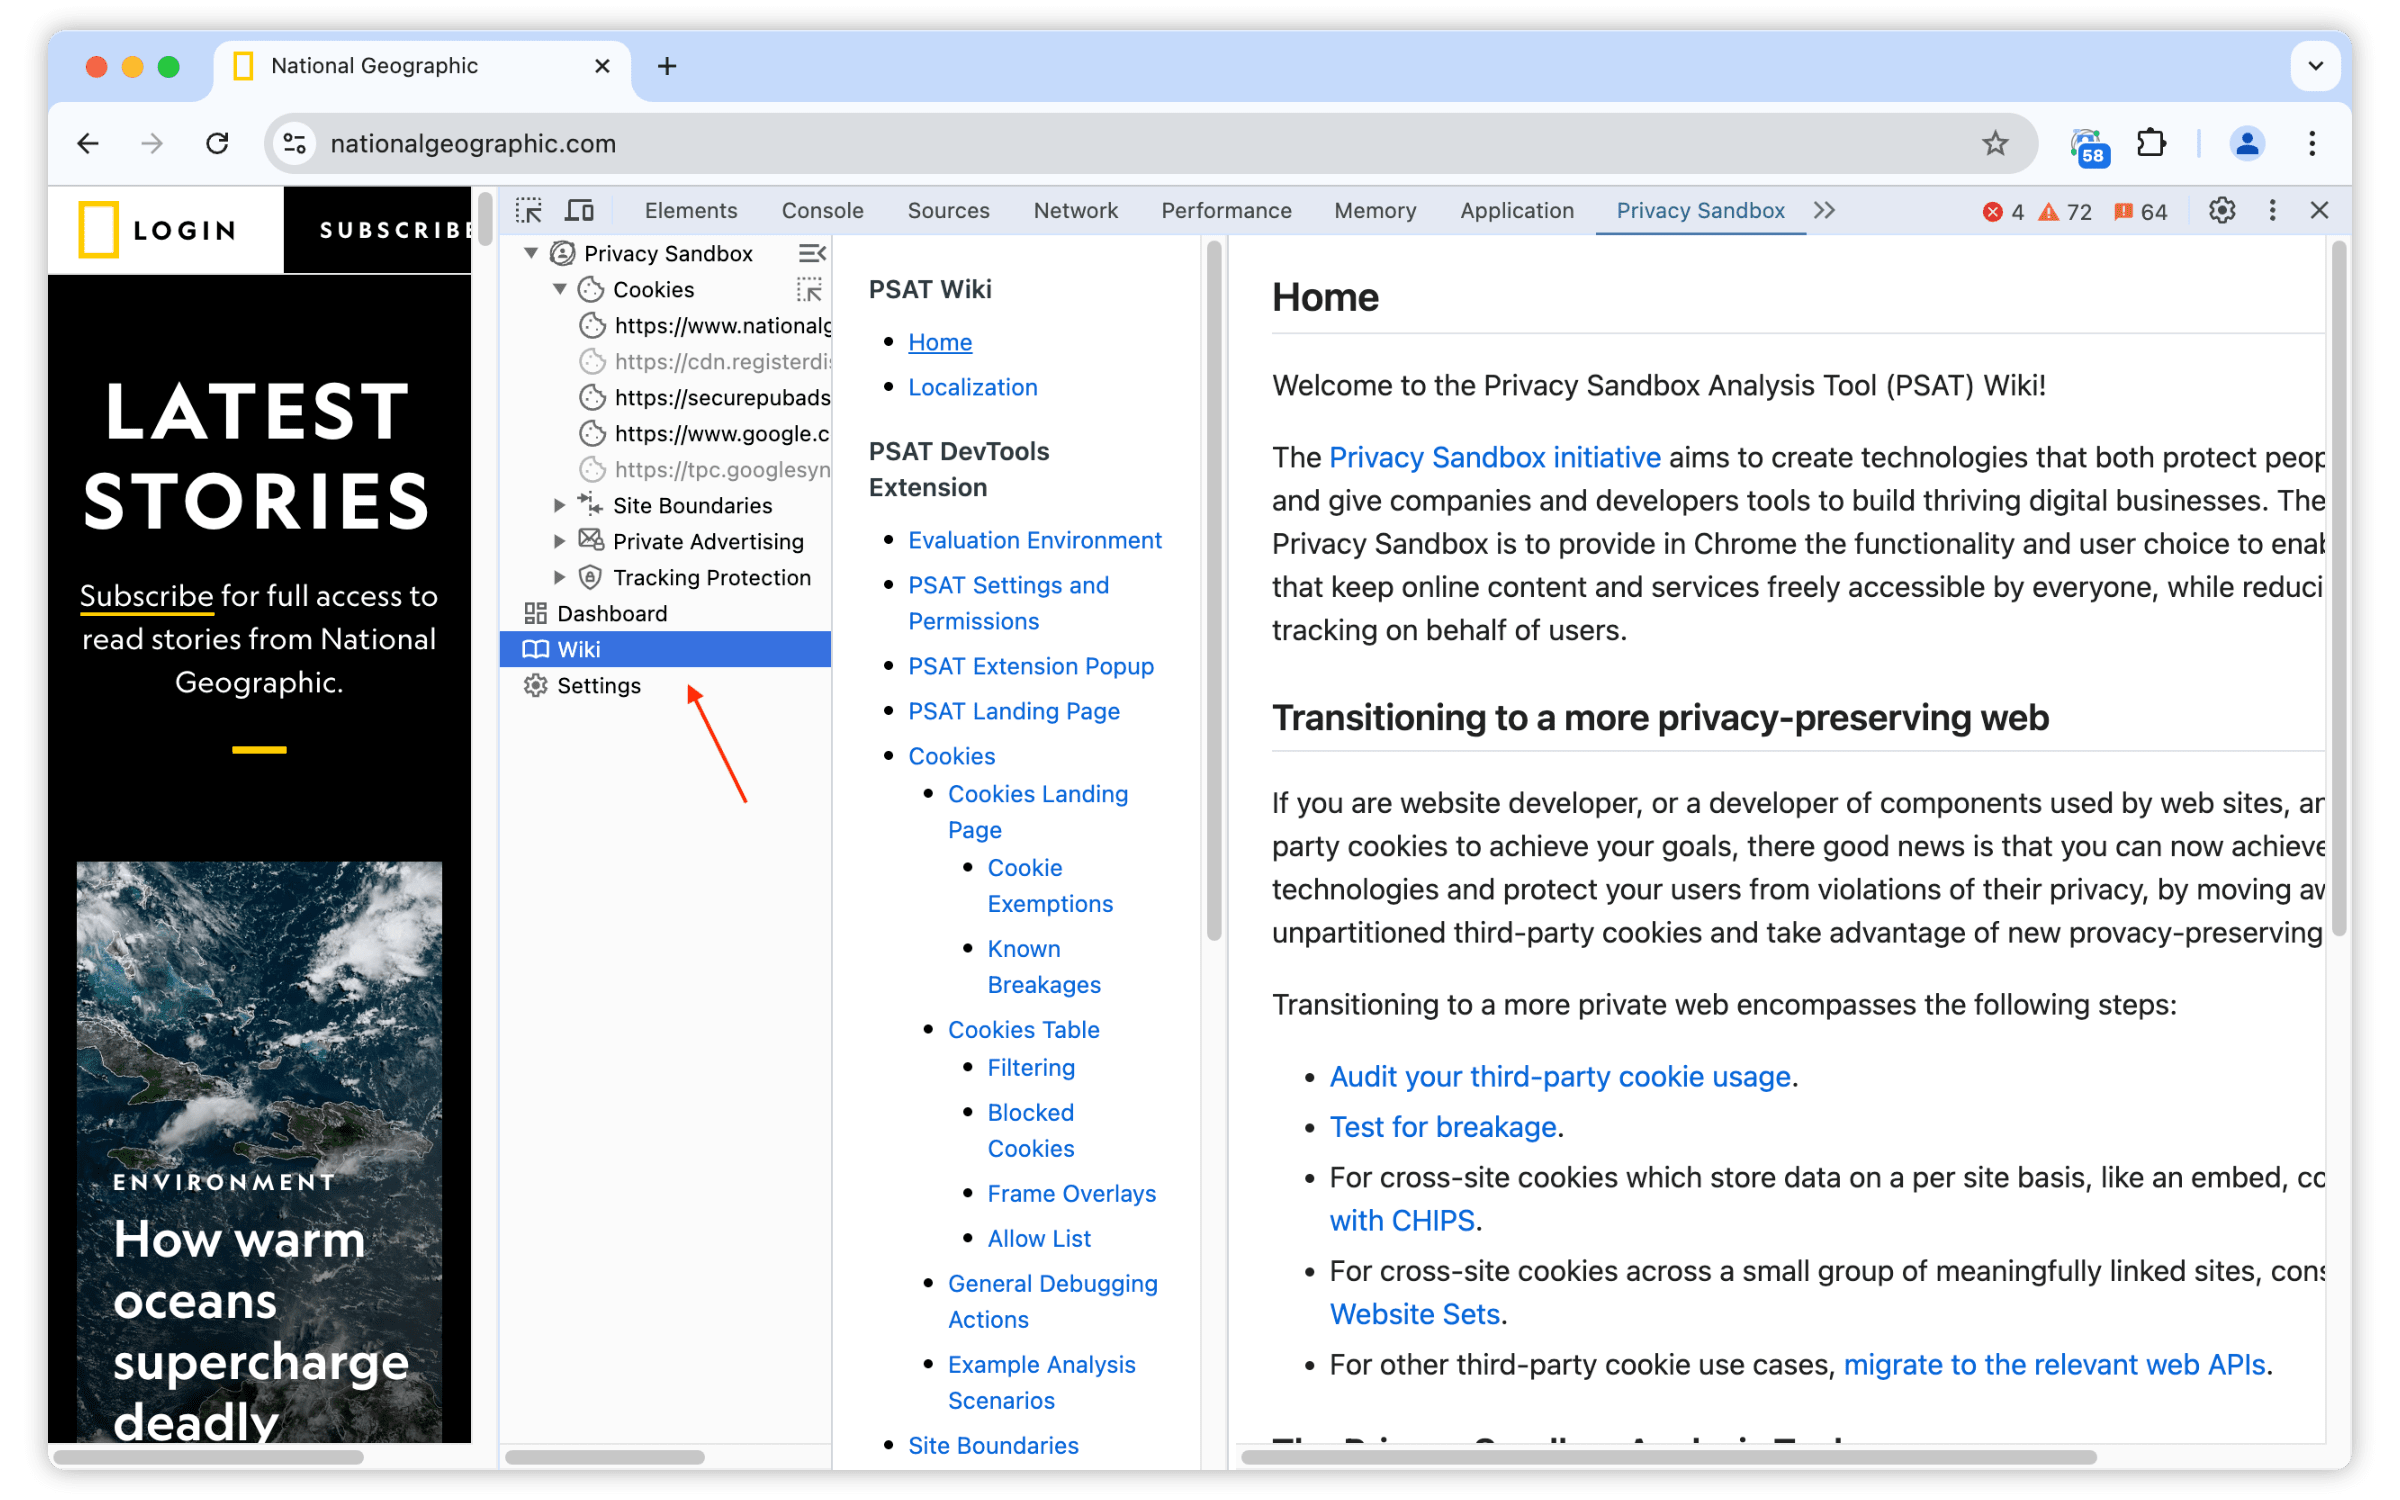 National Geographic
nationalgeographic.com
58
LOGIN
SUBSCRIBE
LATEST
STORIES
Subscribe for full access to
read stories from National
Geographic.
ENVIRONMENT
How warm
oceans
supercharge
deadly
Elements
Console
Sources
Network
Performance
Memory
Application
Privacy Sandbox
4
72
64
Privacy Sandbox
Cookies
https://www.nationalg
https://cdn.registerdis
https://securepubads
https://www.google.c
https://tpc.googlesyn
Site Boundaries
Private Advertising
Tracking Protection
Dashboard
Wiki
Settings
PSAT Wiki
Home
Localization
PSAT DevTools
Extension
Evaluation Environment
PSAT Settings and
Permissions
PSAT Extension Popup
PSAT Landing Page
Cookies
Cookies Landing
Page
Cookie
Exemptions
Known
Breakages
Cookies Table
Filtering
Blocked
Cookies
Frame Overlays
Allow List
General Debugging
Actions
Example Analysis
Scenarios
Site Boundaries
Home
Welcome to the Privacy Sandbox Analysis Tool (PSAT) Wiki!
The Privacy Sandbox initiative aims to create technologies that both protect peop
and give companies and developers tools to build thriving digital businesses. The
Privacy Sandbox is to provide in Chrome the functionality and user choice to enab
that keep online content and services freely accessible by everyone, while reduci
tracking on behalf of users.
Transitioning to a more privacy-preserving web
If you are website developer, or a developer of components used by web sites, an
party cookies to achieve your goals, there good news is that you can now achieve
technologies and protect your users from violations of their privacy, by moving aw
unpartitioned third-party cookies and take advantage of new provacy-preserving
Transitioning to a more private web encompasses the following steps:
Audit your third-party cookie usage.
Test for breakage.
For cross-site cookies which store data on a per site basis, like an embed, co
with CHIPS.
For cross-site cookies across a small group of meaningfully linked sites, cons
Website Sets.
For other third-party cookie use cases, migrate to the relevant web APIs.